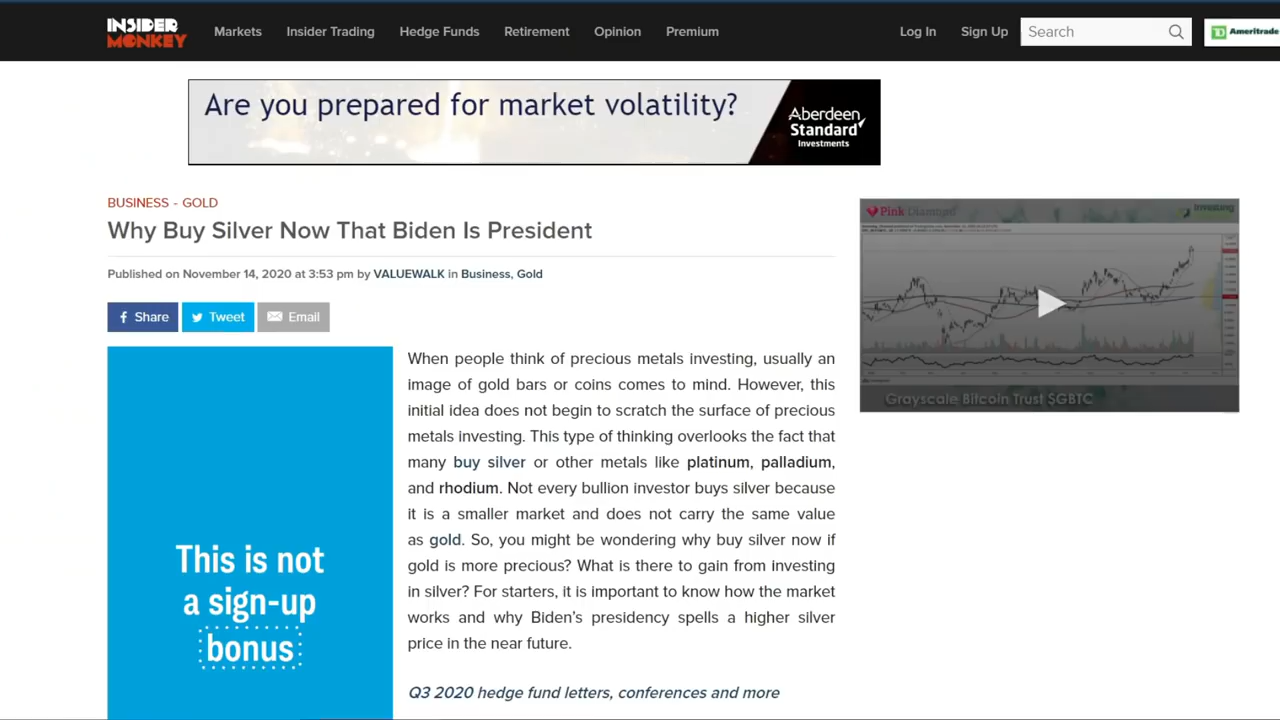 INSIDER
MONKEY
Markets Insider Trading Hedge Funds Retirement Opinion Premium Log In Sign Up Search Ameritrade
Are you prepared for market volatility?
Aberdeen
Standard
Investments
BUSINESS - GOLD
Why Buy Silver Now That Biden Is President
Published on November 14, 2020 at 3:53 pm by VALUEWALK in Business, Gold
Share Tweet Email
This is not
a sign-up
bonus
When people think of precious metals investing, usually an
image of gold bars or coins comes to mind. However, this
initial idea does not begin to scratch the surface of precious
metals investing. This type of thinking overlooks the fact that
many buy silver or other metals like platinum, palladium,
and rhodium. Not every bullion investor buys silver because
it is a smaller market and does not carry the same value
as gold. So, you might be wondering why buy silver now if
gold is more precious? What is there to gain from investing
in silver? For starters, it is important to know how the market
works and why Biden's presidency spells a higher silver
price in the near future.
Q3 2020 hedge fund letters, conferences and more
Pink Diamond
Investing
Grayscale Bitcoin Trust $GBTC